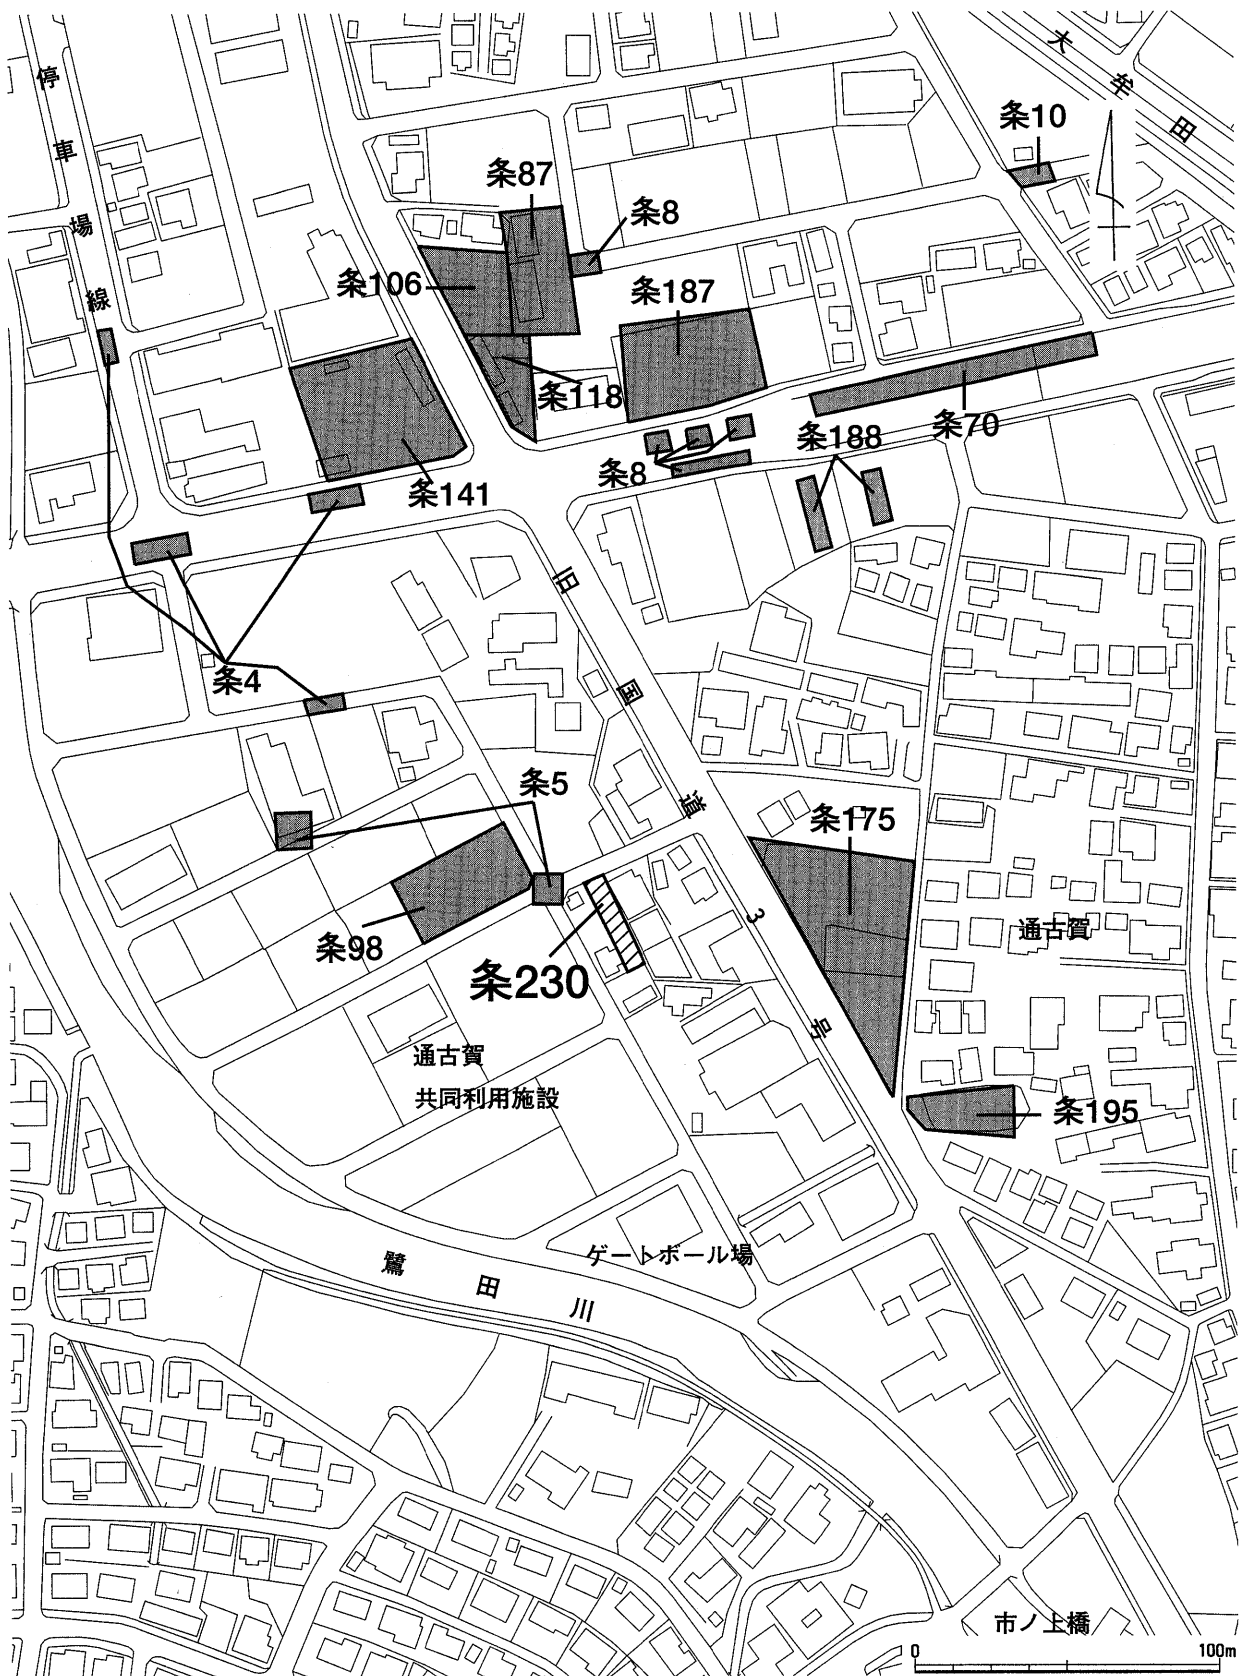 停車場線
大牟田
条10
条87
条8
条106
条187
条118
条70
条188
条8
条141
旧国道3号
条4
条5
条175
通古賀
条98
条230
通古賀
共同利用施設
条195
鷺田川
ゲートボール場
市ノ上橋
0 100m